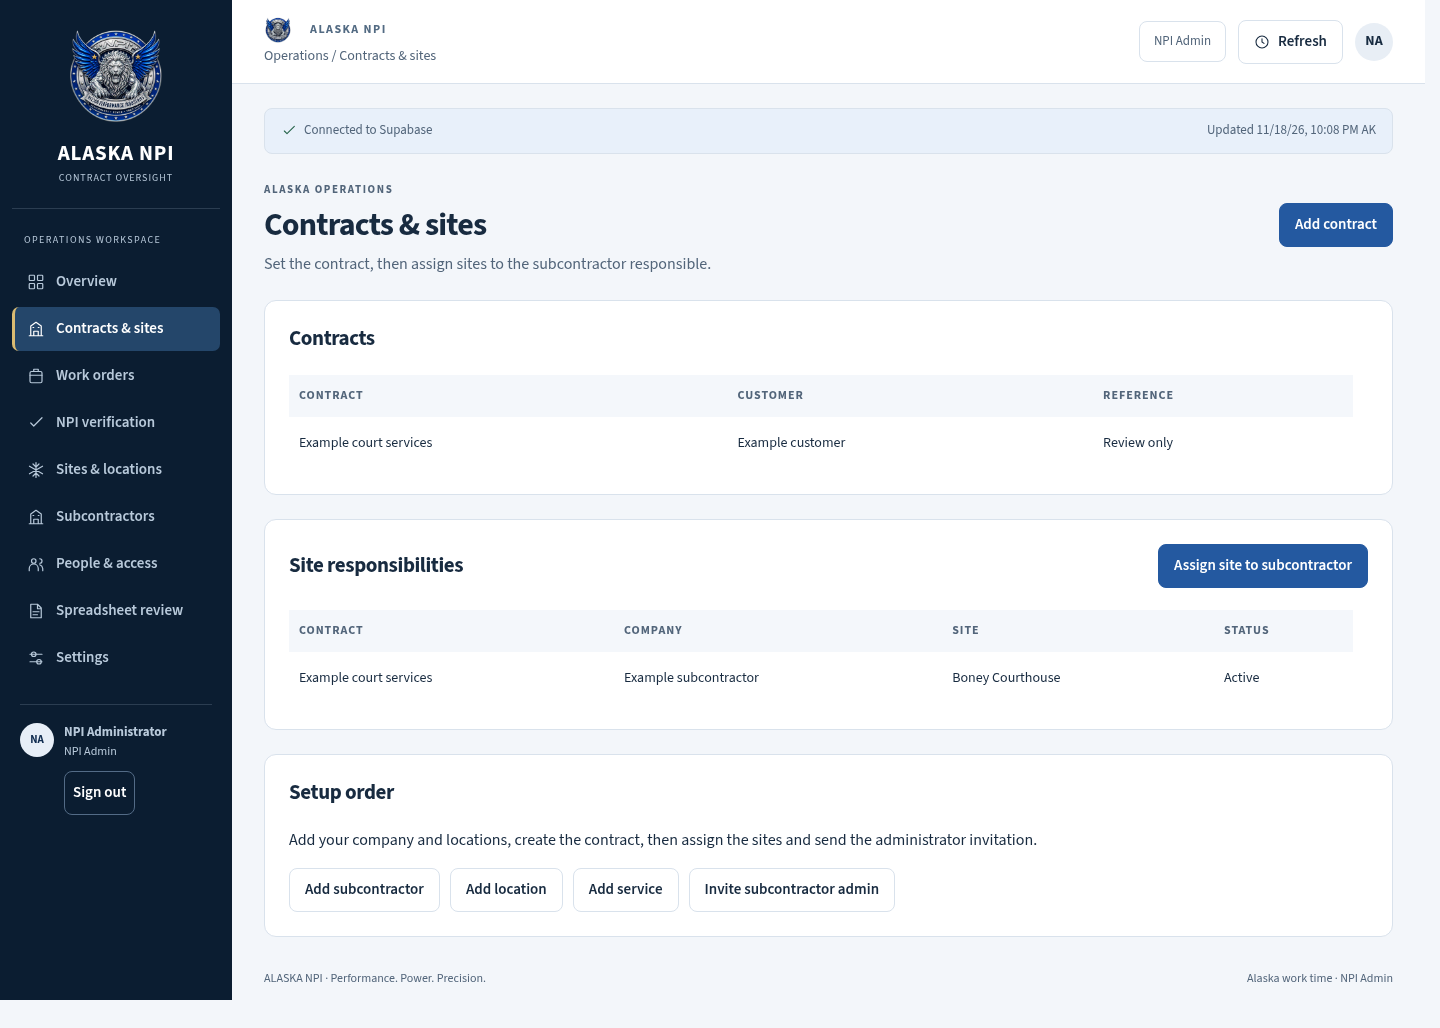 ALASKA NPI
CONTRACT OVERSIGHT
OPERATIONS WORKSPACE
Overview
Contracts & sites
Work orders
NPI verification
Sites & locations
Subcontractors
People & access
Spreadsheet review
Settings
NA
NPI Administrator
NPI Admin
Sign out
ALASKA NPI
Operations / Contracts & sites
NPI Admin
Refresh
NA
Connected to Supabase
Updated 11/18/26, 10:08 PM AK
ALASKA OPERATIONS
Contracts & sites
Add contract
Set the contract, then assign sites to the subcontractor responsible.
Contracts
CONTRACT CUSTOMER REFERENCE
Example court services Example customer Review only
Site responsibilities
Assign site to subcontractor
CONTRACT COMPANY SITE STATUS
Example court services Example subcontractor Boney Courthouse Active
Setup order
Add your company and locations, create the contract, then assign the sites and send the administrator invitation.
Add subcontractor Add location Add service Invite subcontractor admin
ALASKA NPI · Performance. Power. Precision.
Alaska work time · NPI Admin